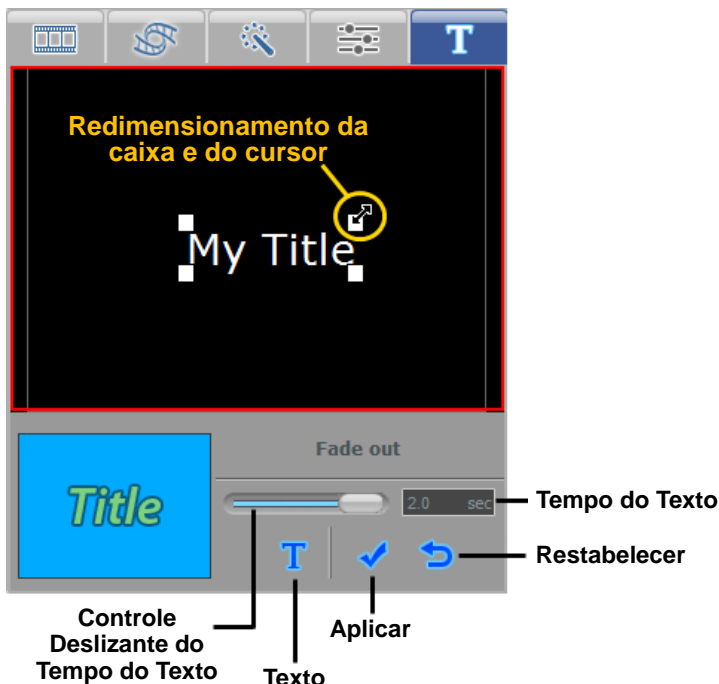 T
Redimensionamento da
caixa e do cursor
My Title
Fade out
Title
2.0 sec
Tempo do Texto
T
Restabelecer
Controle
Deslizante do
Tempo do Texto
Aplicar
Texto